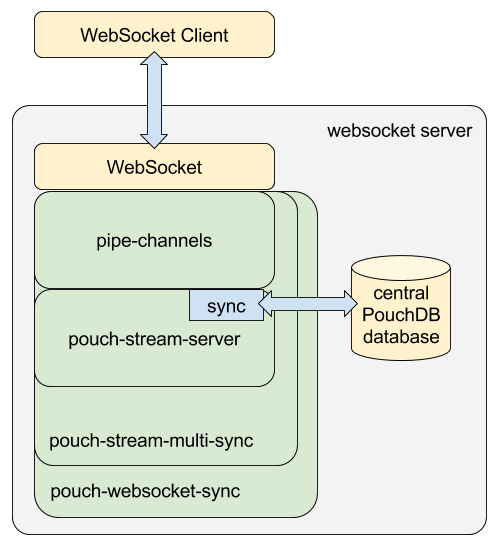 WebSocket Client
websocket server
WebSocket
pipe-channels
sync
pouch-stream-server
central
PouchDB
database
pouch-stream-multi-sync
pouch-websocket-sync